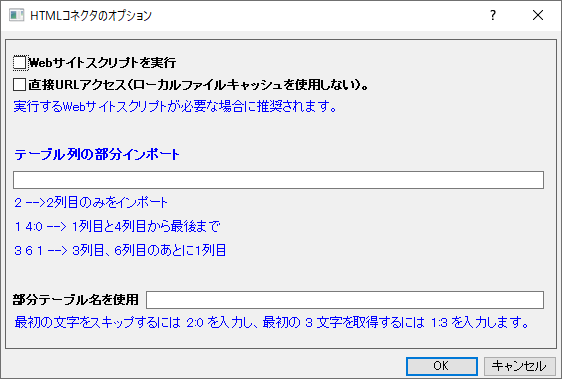 HTMLコネクタのオプション
Webサイトスクリプトを実行
直接URLアクセス(ローカルファイルキャッシュを使用しない)。
実行するWebサイトスクリプトが必要な場合に推奨されます。
テーブル列の部分インポート
2 -->2列目のみをインポート
1 4:0 --> 1列目と4列目から最後まで
3 6 1 --> 3列目、6列目のあとに1列目
部分テーブル名を使用
最初の文字をスキップするには 2:0 を入力し、最初の 3 文字を取得するには 1:3 を入力します。
OK キャンセル